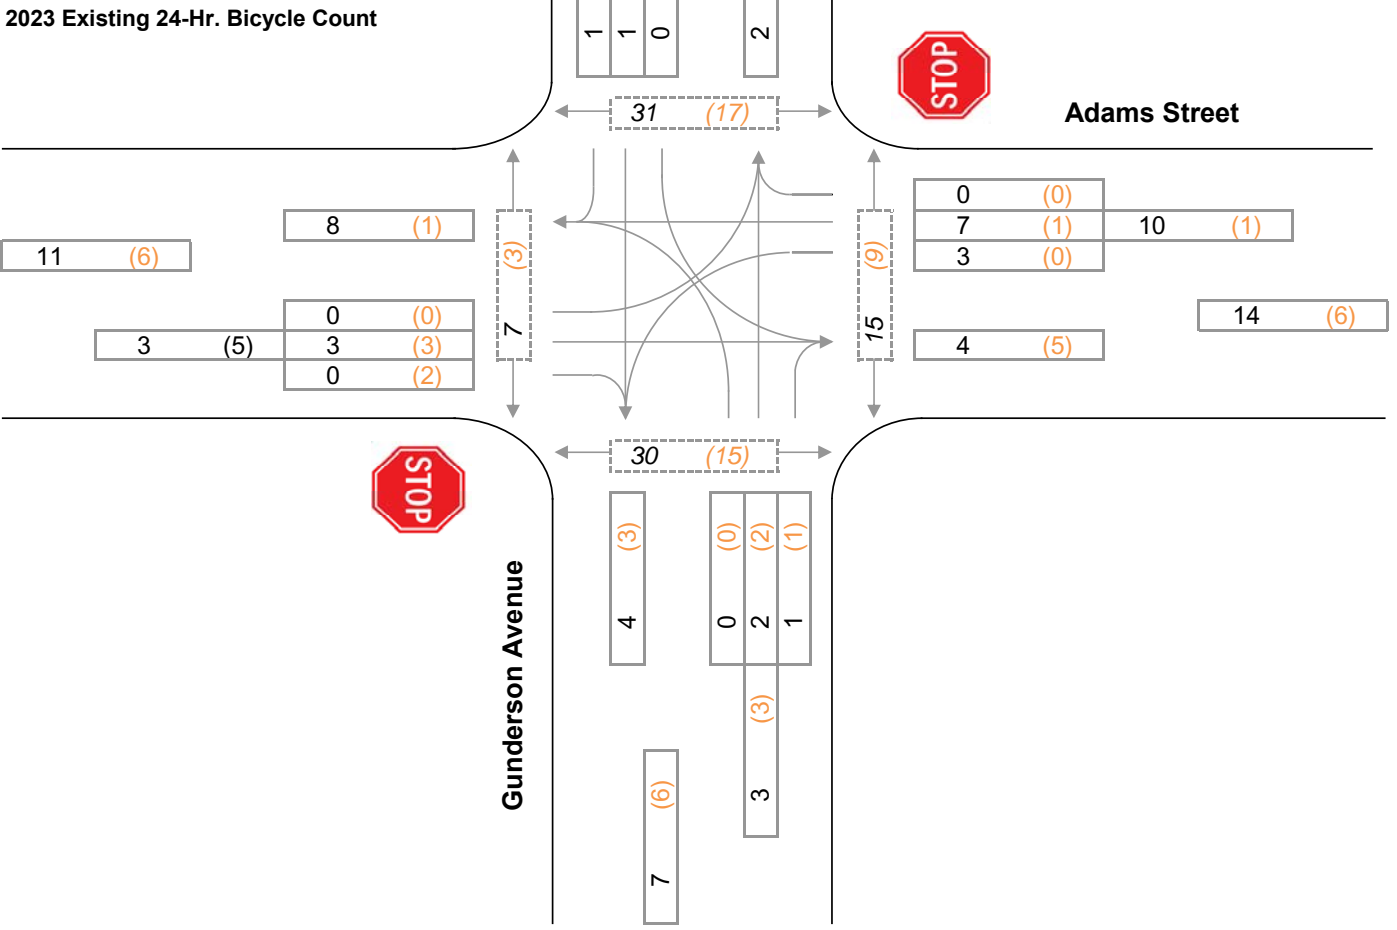 2023 Existing 24-Hr. Bicycle Count
1 1 0 2
STOP
31 (17)
Adams Street
0 (0)
8 (1)
7 (1) 10 (1)
11 (6)
(3)
(9)
3 (0)
0 (0)
14 (6)
7
15
3 (5) 3 (3)
4 (5)
0 (2)
30 (15)
STOP
(3) (0) (2) (1)
4 0 2 1
Gunderson Avenue
(3)
(6) 3
7